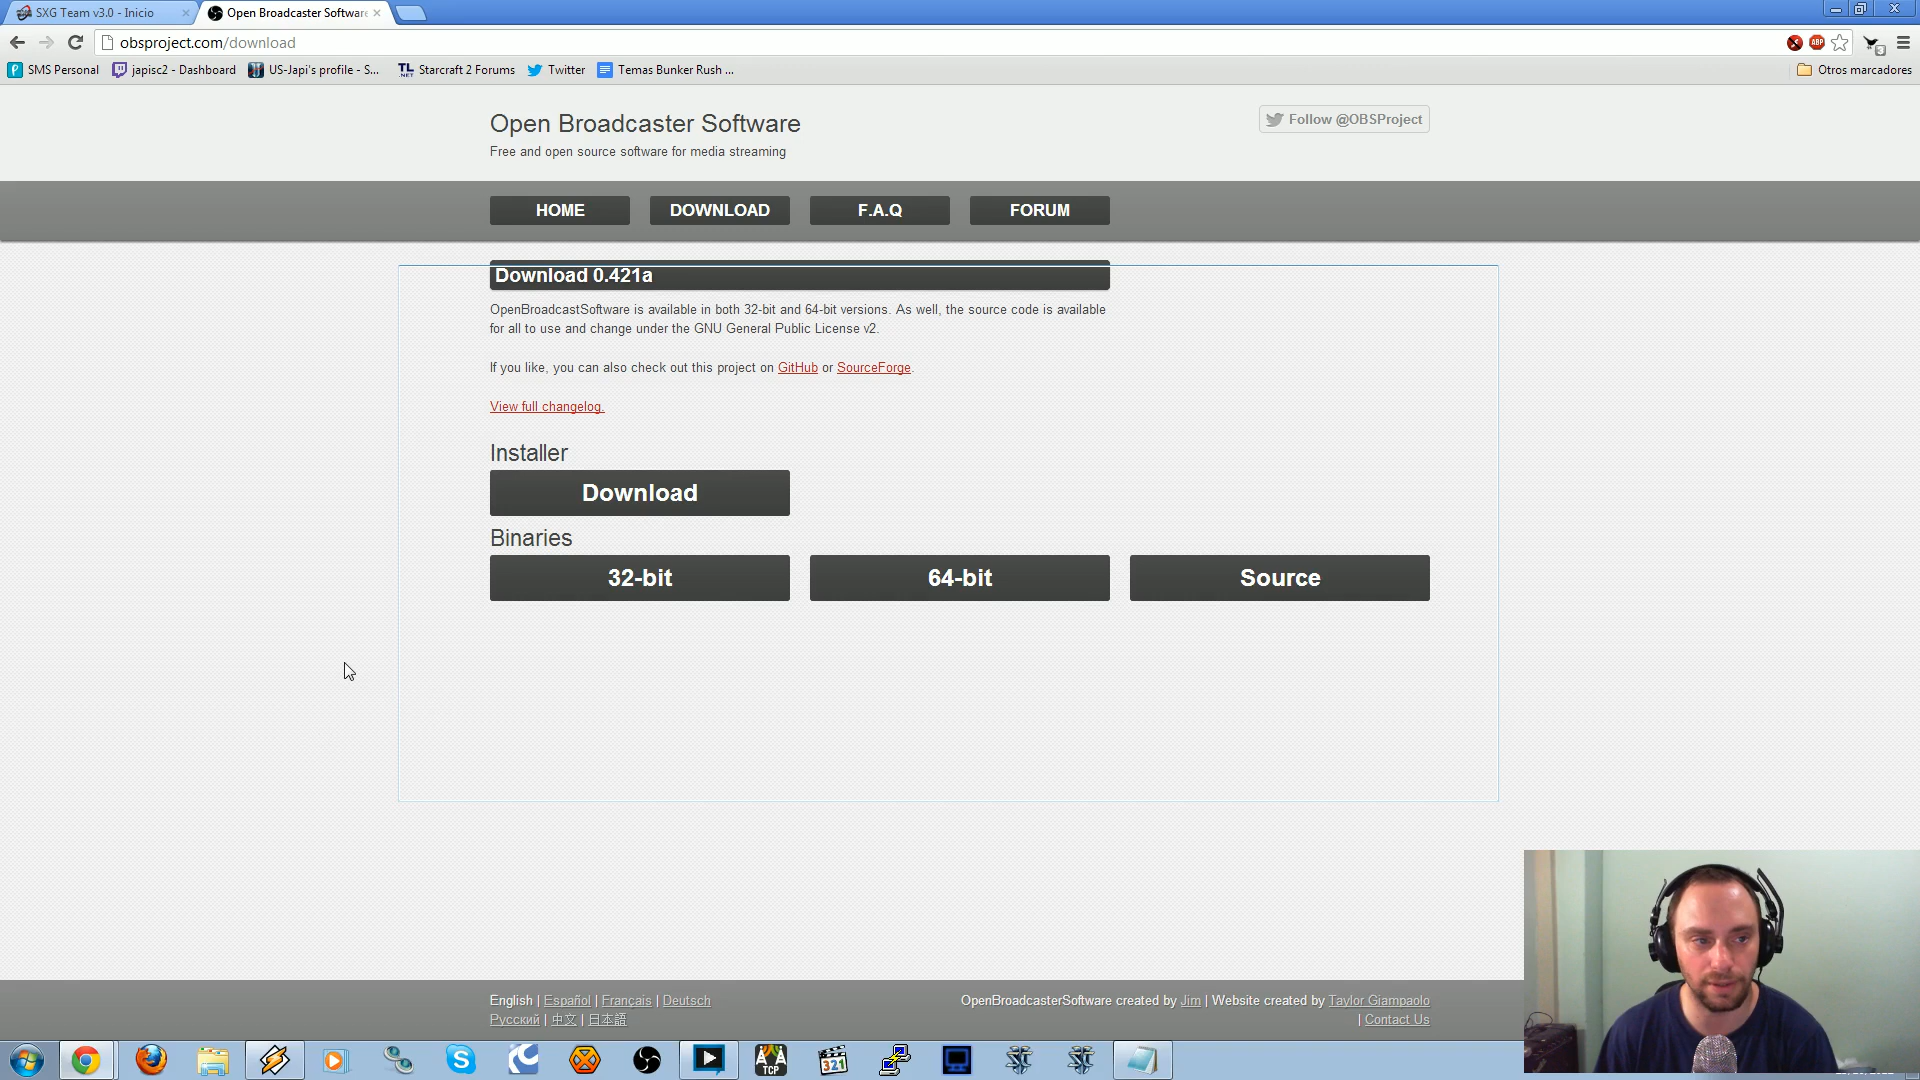 SXG Team v3.0 - Inicio
Open Broadcaster Software
obsproject.com/download
ABP
3
SMS Personal
japisc2 - Dashboard
US-Japi's profile - S...
TL
.NET
Starcraft 2 Forums
Twitter
Temas Bunker Rush ...
Otros marcadores
Open Broadcaster Software
Free and open source software for media streaming
Follow @OBSProject
HOME
DOWNLOAD
F.A.Q
FORUM
Download 0.421a
OpenBroadcastSoftware is available in both 32-bit and 64-bit versions. As well, the source code is available
for all to use and change under the GNU General Public License v2.
If you like, you can also check out this project on GitHub or SourceForge.
View full changelog.
Installer
Download
Binaries
32-bit
64-bit
Source
English | Español | Français | Deutsch
Русский | 中文 | 日本語
OpenBroadcasterSoftware created by Jim | Website created by Taylor Giampaolo
| Contact Us
TCP
321